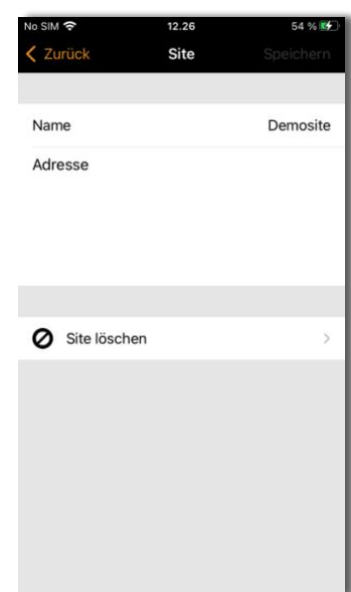 No SIM 12.26 54 %
Zurück Site Speichern
Name Demosite
Adresse
Site löschen